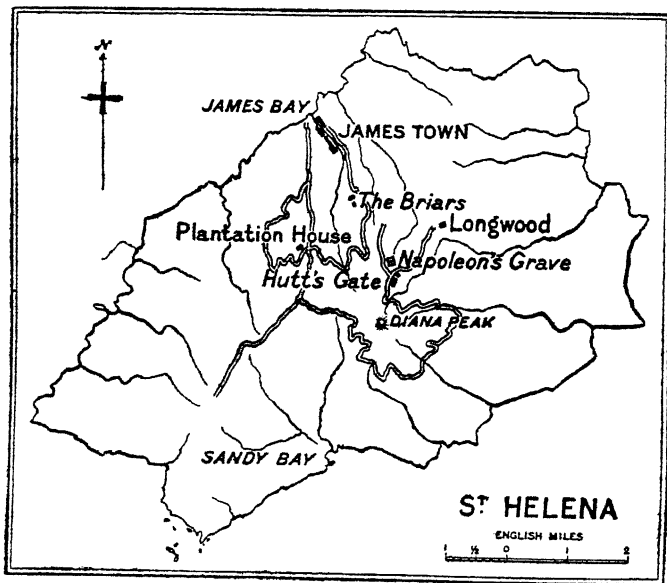 N
JAMES BAY
JAMES TOWN
The Briars
Longwood
Plantation House
Napoleon's Grave
Hutt's Gate
DIANA PEAK
SANDY BAY
ST HELENA
ENGLISH MILES
1 ½ 0 1 2